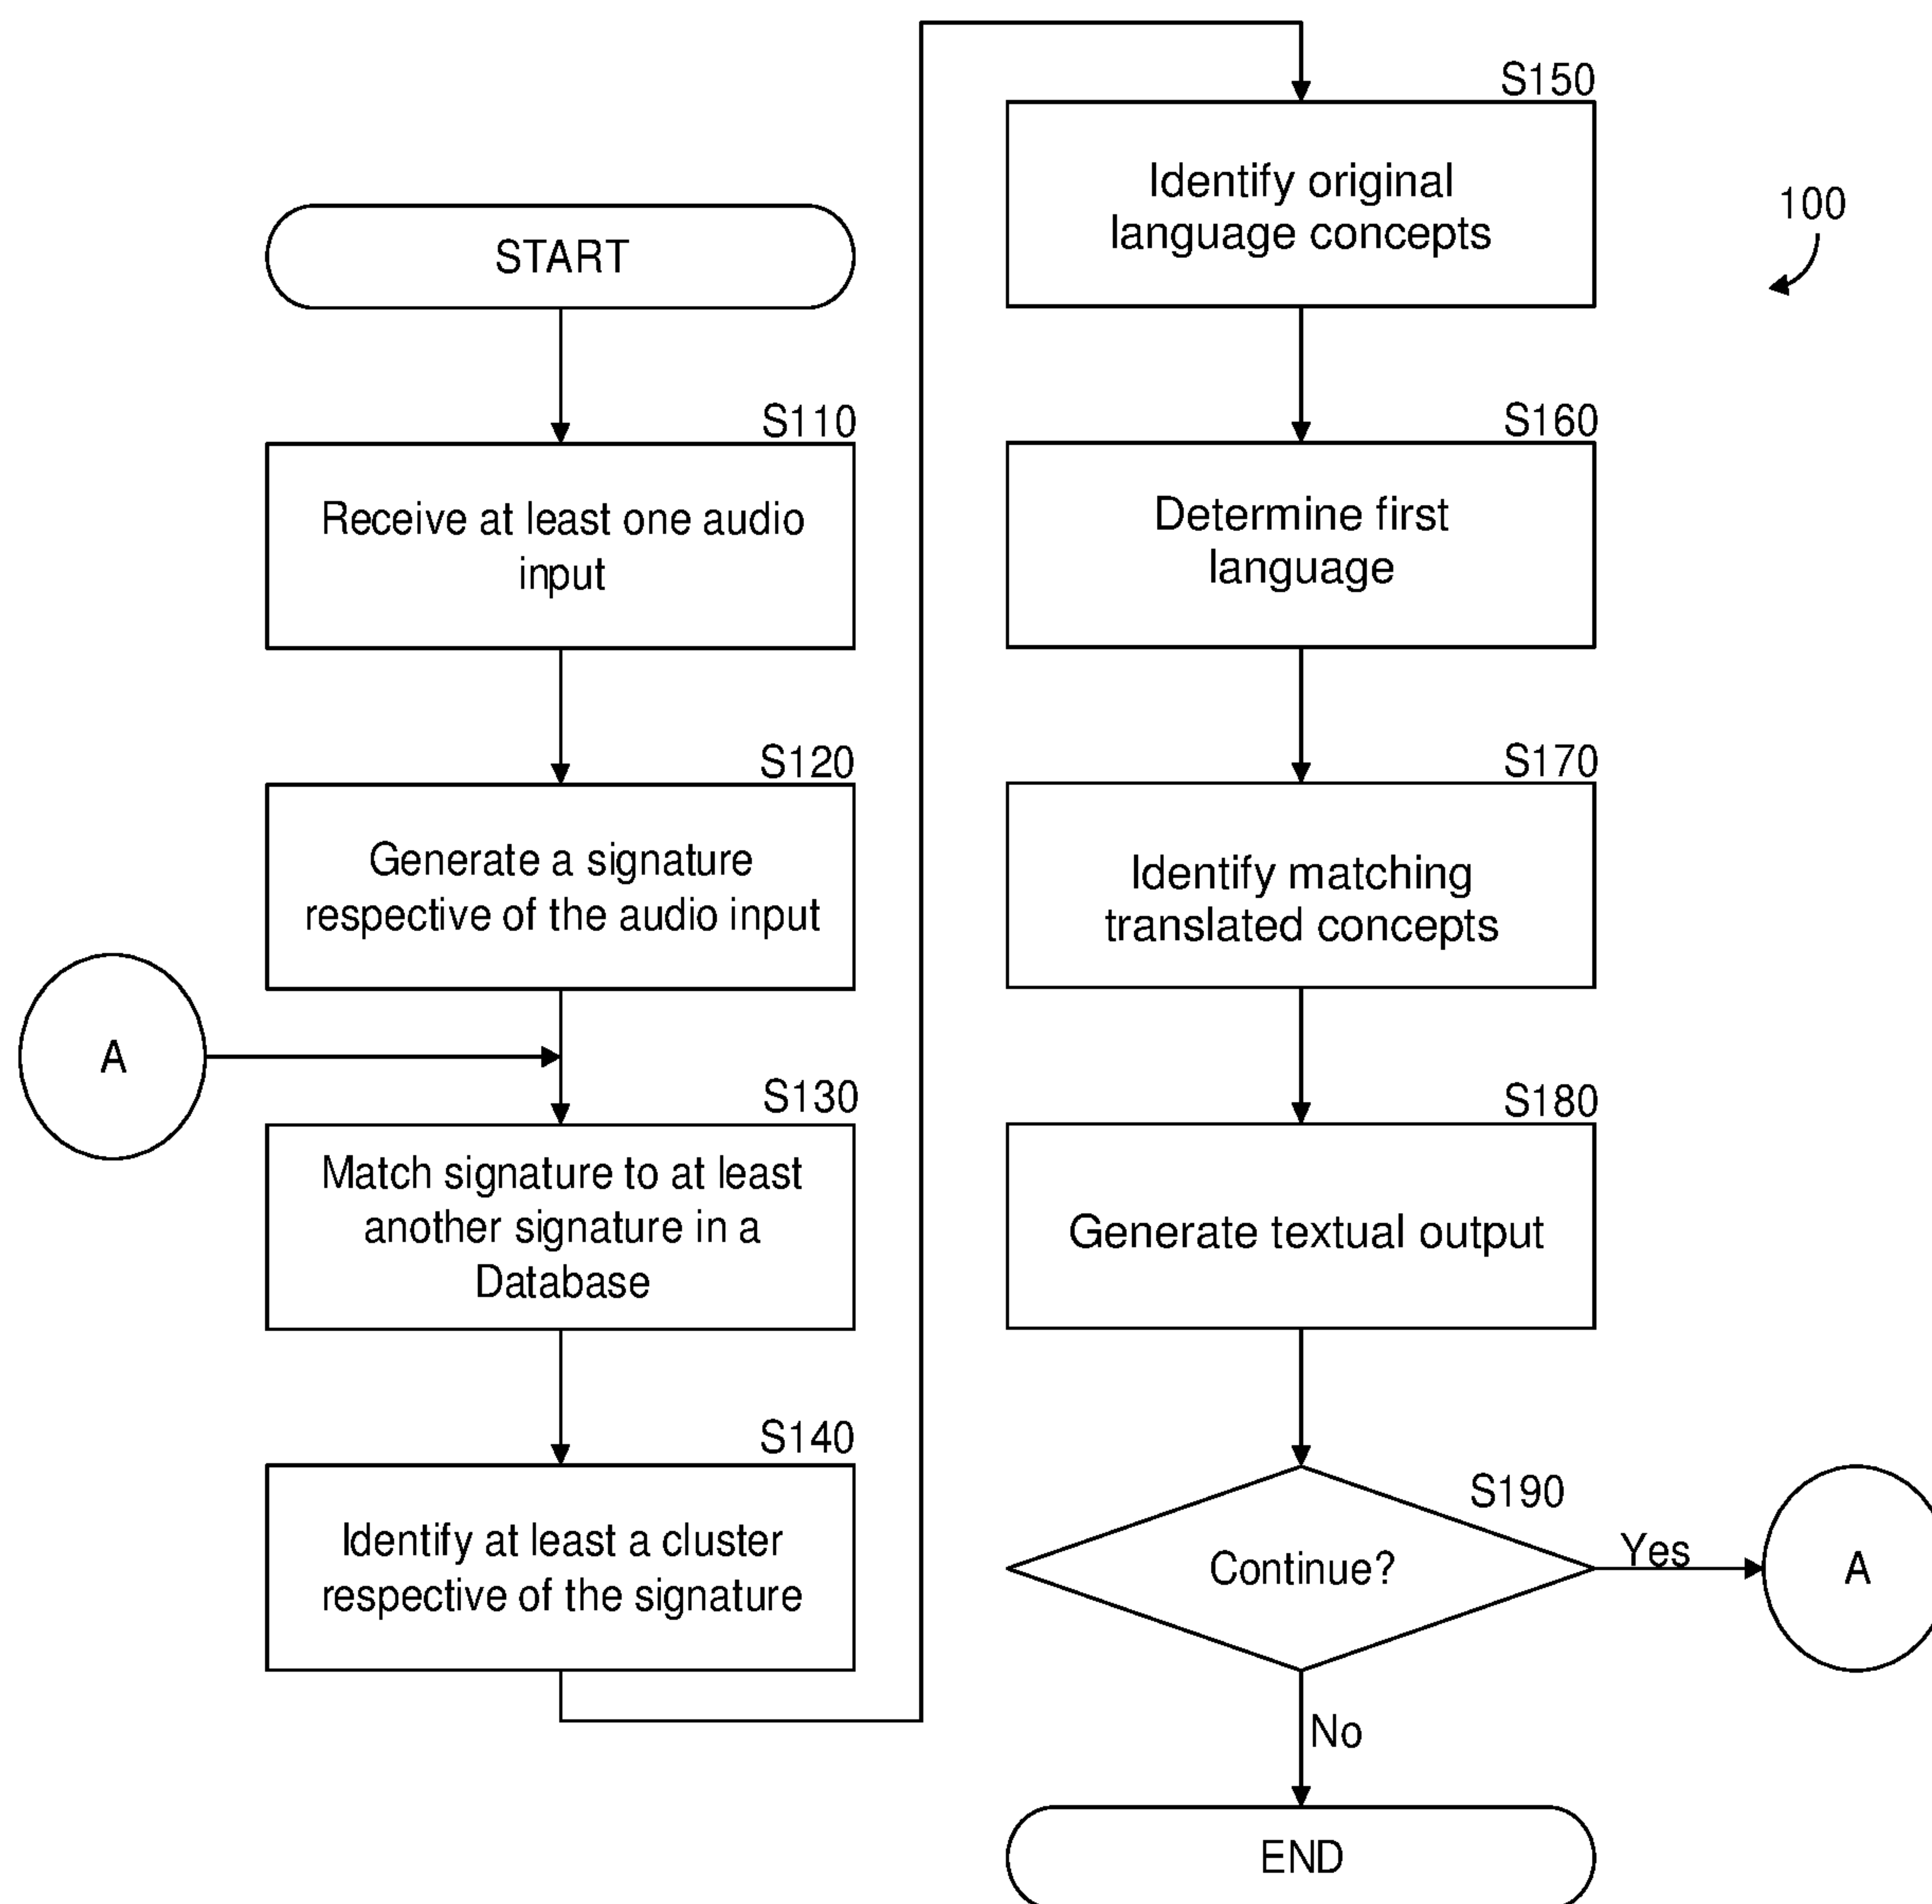 START
S110
Receive at least one audio
input
S120
Generate a signature
respective of the audio input
A
S130
Match signature to at least
another signature in a
Database
S140
Identify at least a cluster
respective of the signature
S150
Identify original
language concepts
100
S160
Determine first
language
S170
Identify matching
translated concepts
S180
Generate textual output
S190
Continue?
Yes
A
No
END